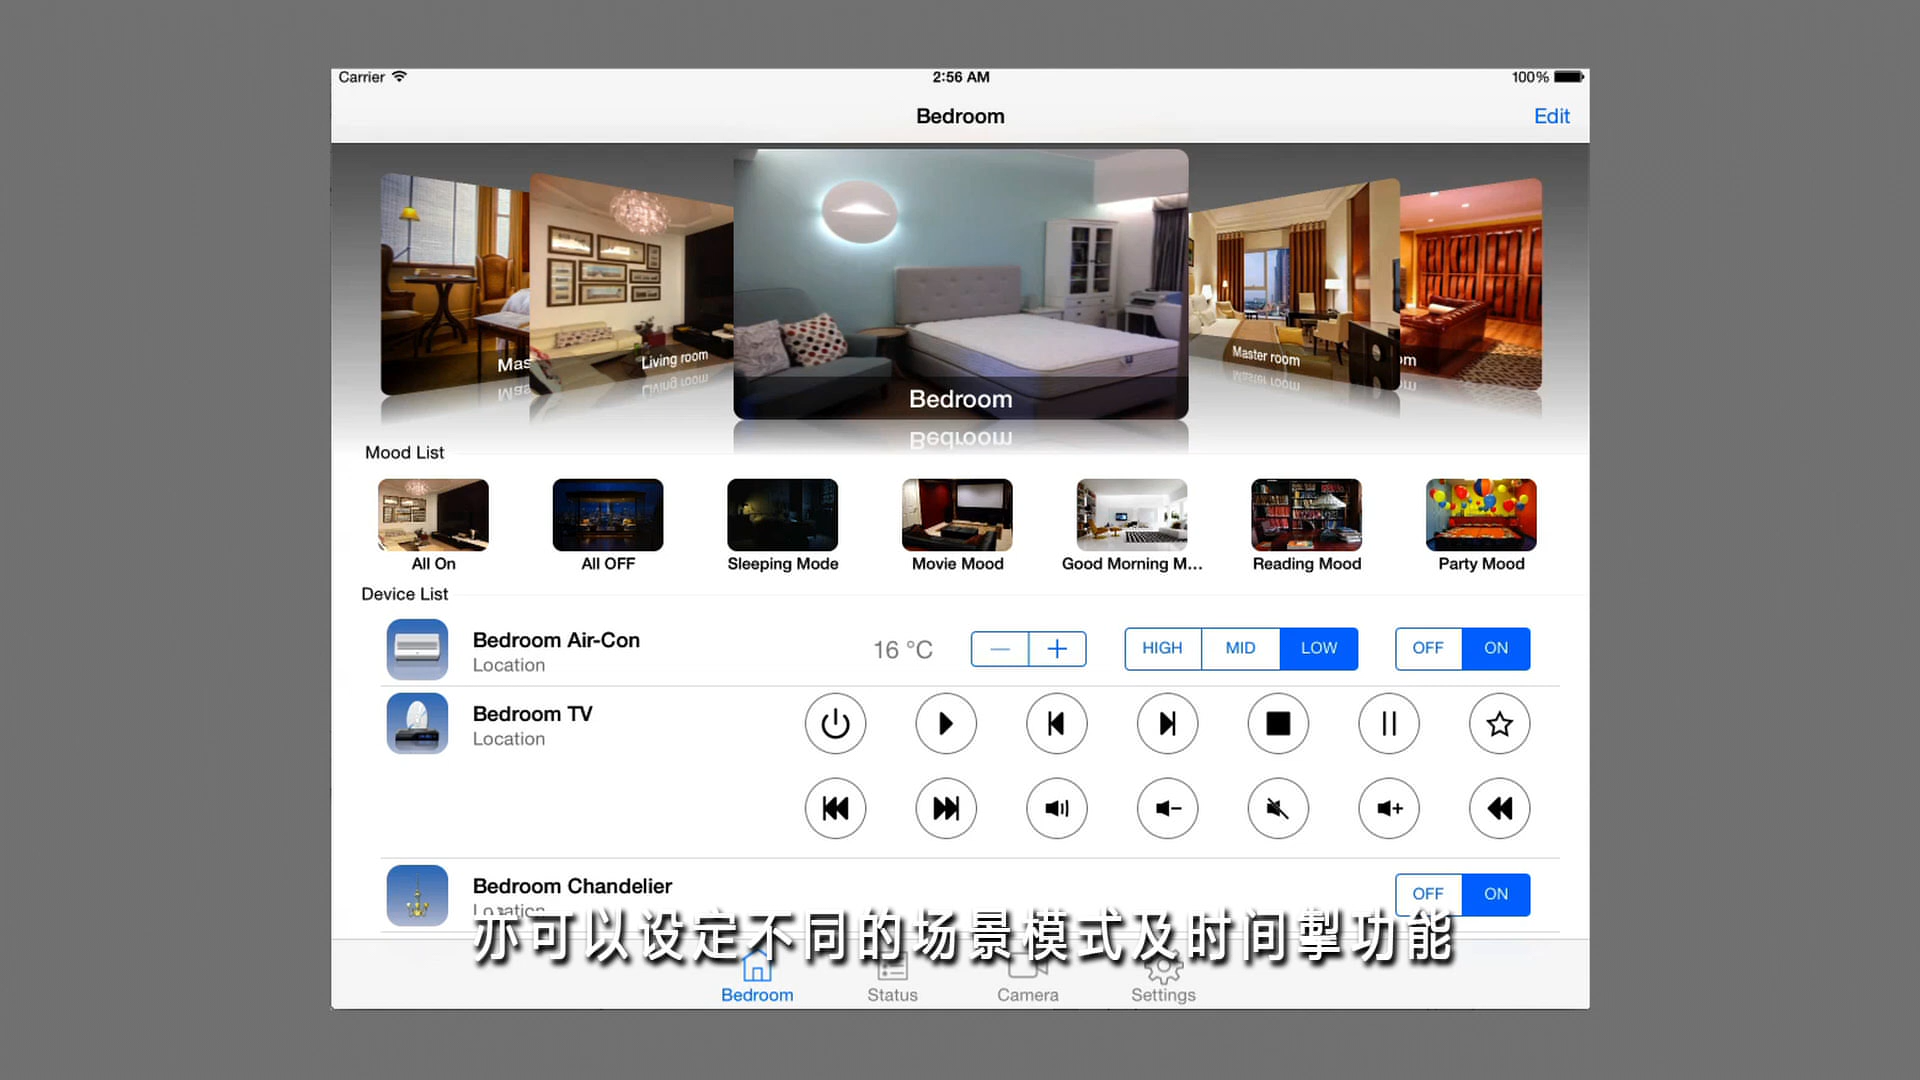 Carrier 2:56 AM 100%
Bedroom Edit
Mas
Living room
Bedroom
Master room
om
Mood List
All On All OFF Sleeping Mode Movie Mood Good Morning M... Reading Mood Party Mood
Device List
Bedroom Air-Con
Location
16 °C − + HIGH MID LOW OFF ON
Bedroom TV
Location
Bedroom Chandelier
Location
OFF ON
亦可以设定不同的场景模式及时间掣功能
Bedroom Status Camera Settings